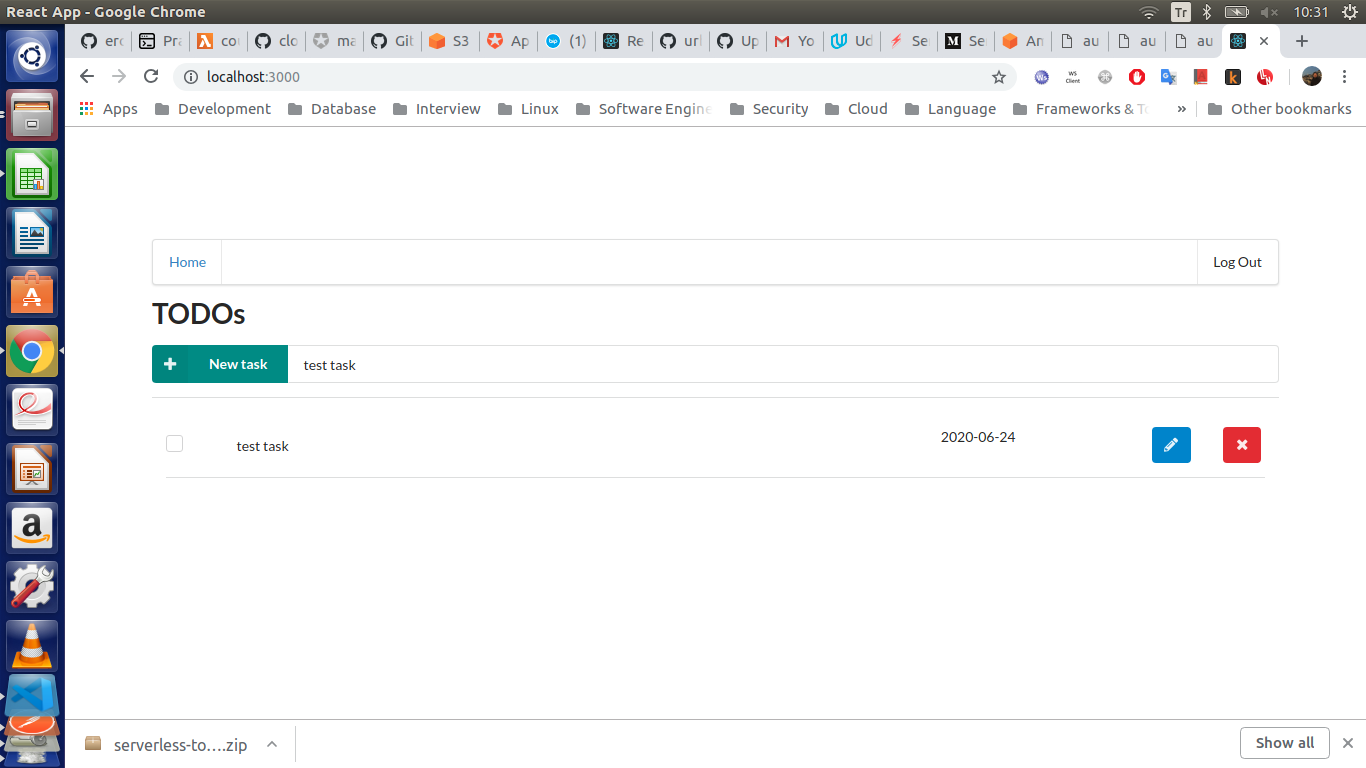 React App - Google Chrome
Tr
10:31
erc
Pra
cou
clo
ma
Git
S3
Ap
(1)
Re
url
Up
Yo
Ud
Se
Se
An
au
au
au
localhost:3000
Apps
Development
Database
Interview
Linux
Software Engine
Security
Cloud
Language
Frameworks & To
»
Other bookmarks
Home
Log Out
TODOs
New task
test task
test task
2020-06-24
serverless-to....zip
Show all